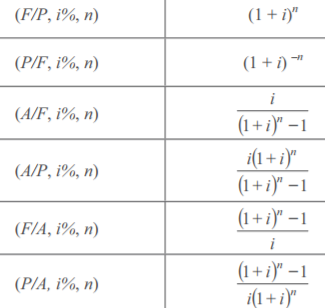 (F/P, i%, n) (1 + i)ⁿ
(P/F, i%, n) (1 + i) ⁻ⁿ
(A/F, i%, n) i / ((1+i)ⁿ −1)
(A/P, i%, n) i(1+i)ⁿ / ((1+i)ⁿ −1)
(F/A, i%, n) ((1+i)ⁿ −1) / i
(P/A, i%, n) ((1+i)ⁿ −1) / i(1+i)ⁿ